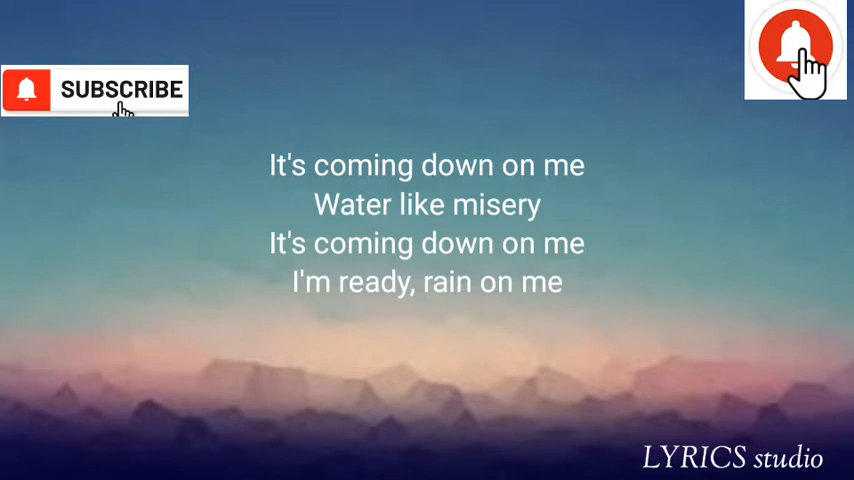 SUBSCRIBE
It's coming down on me
Water like misery
It's coming down on me
I'm ready, rain on me
LYRICS studio